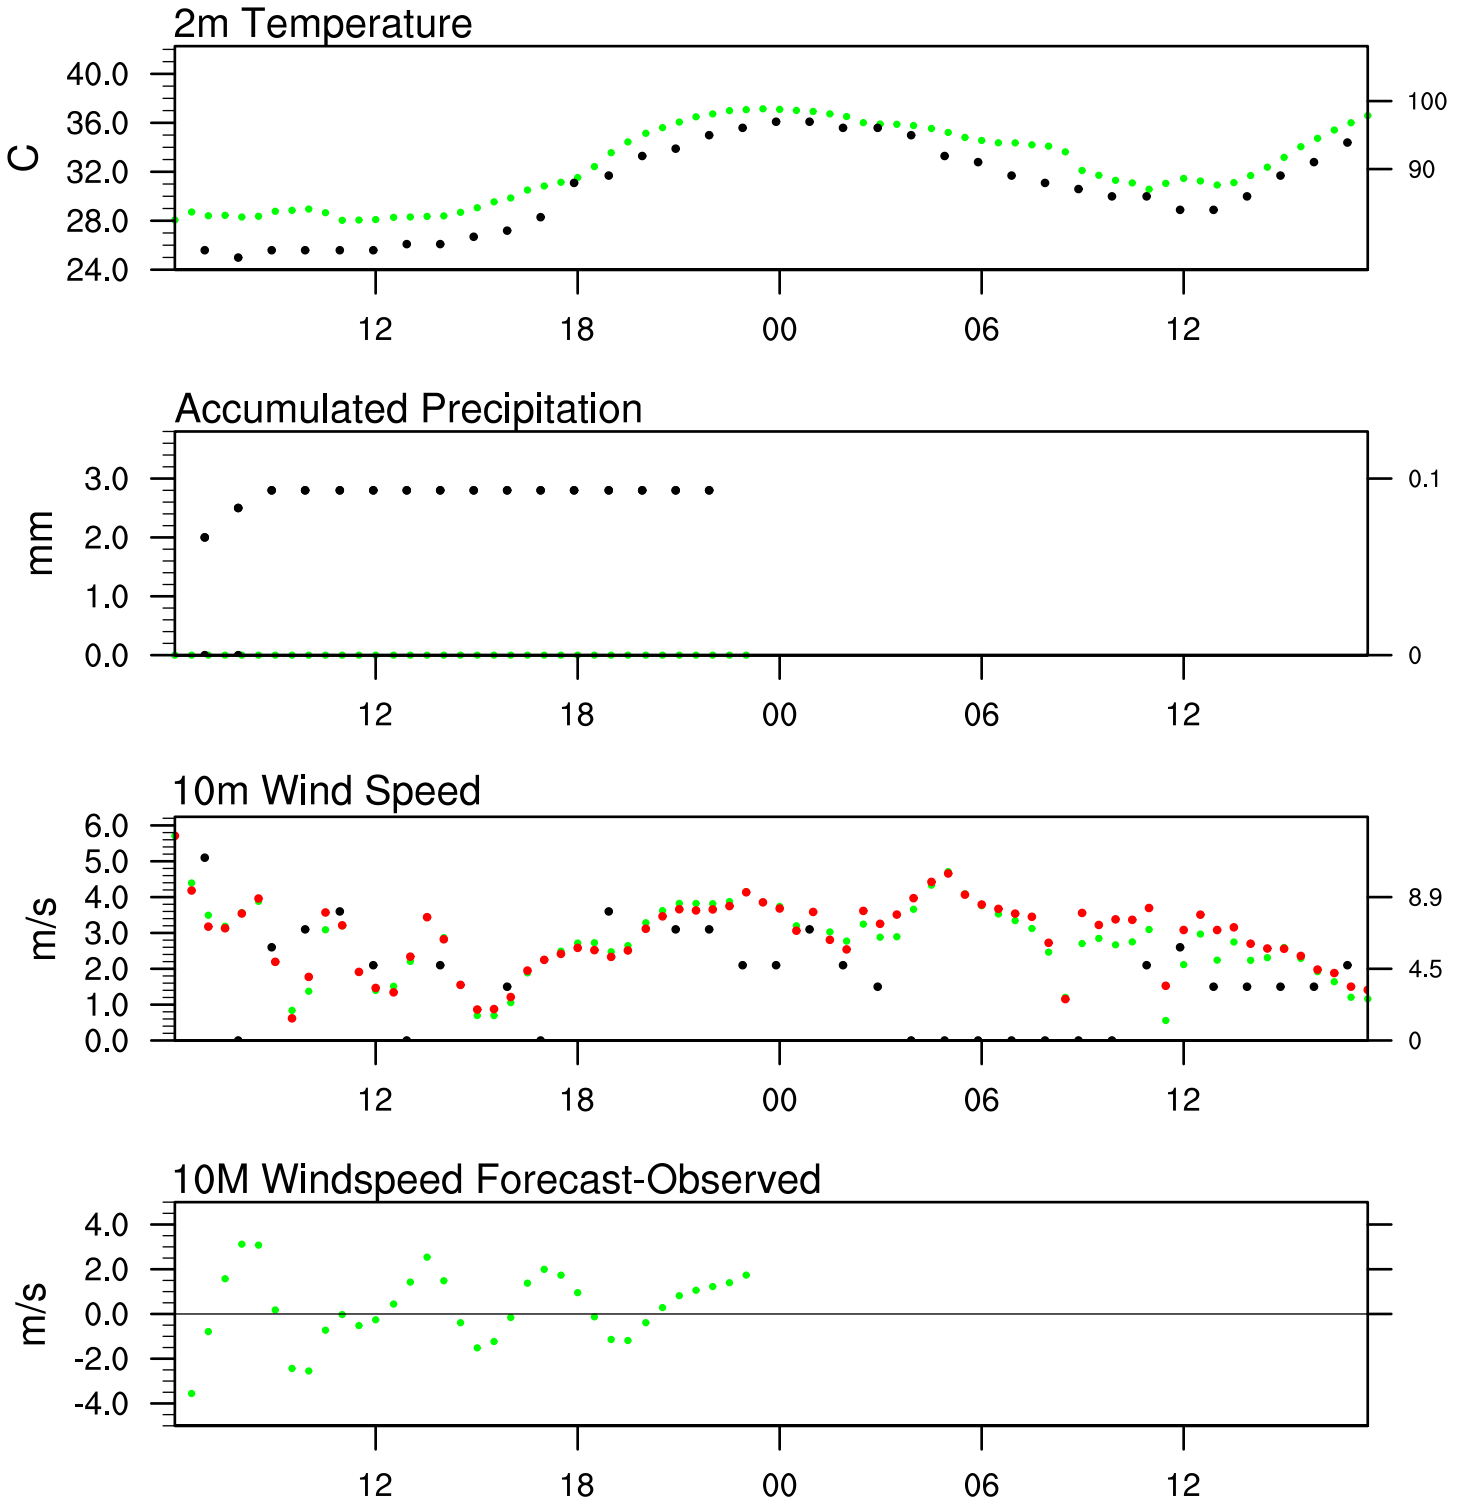 2m Temperature
40.0
36.0
32.0
28.0
24.0
C
100
90
12 18 00 06 12
Accumulated Precipitation
3.0
2.0
1.0
0.0
mm
0.1
0
12 18 00 06 12
10m Wind Speed
6.0
5.0
4.0
3.0
2.0
1.0
0.0
m/s
8.9
4.5
0
12 18 00 06 12
10M Windspeed Forecast-Observed
4.0
2.0
0.0
-2.0
-4.0
m/s
12 18 00 06 12